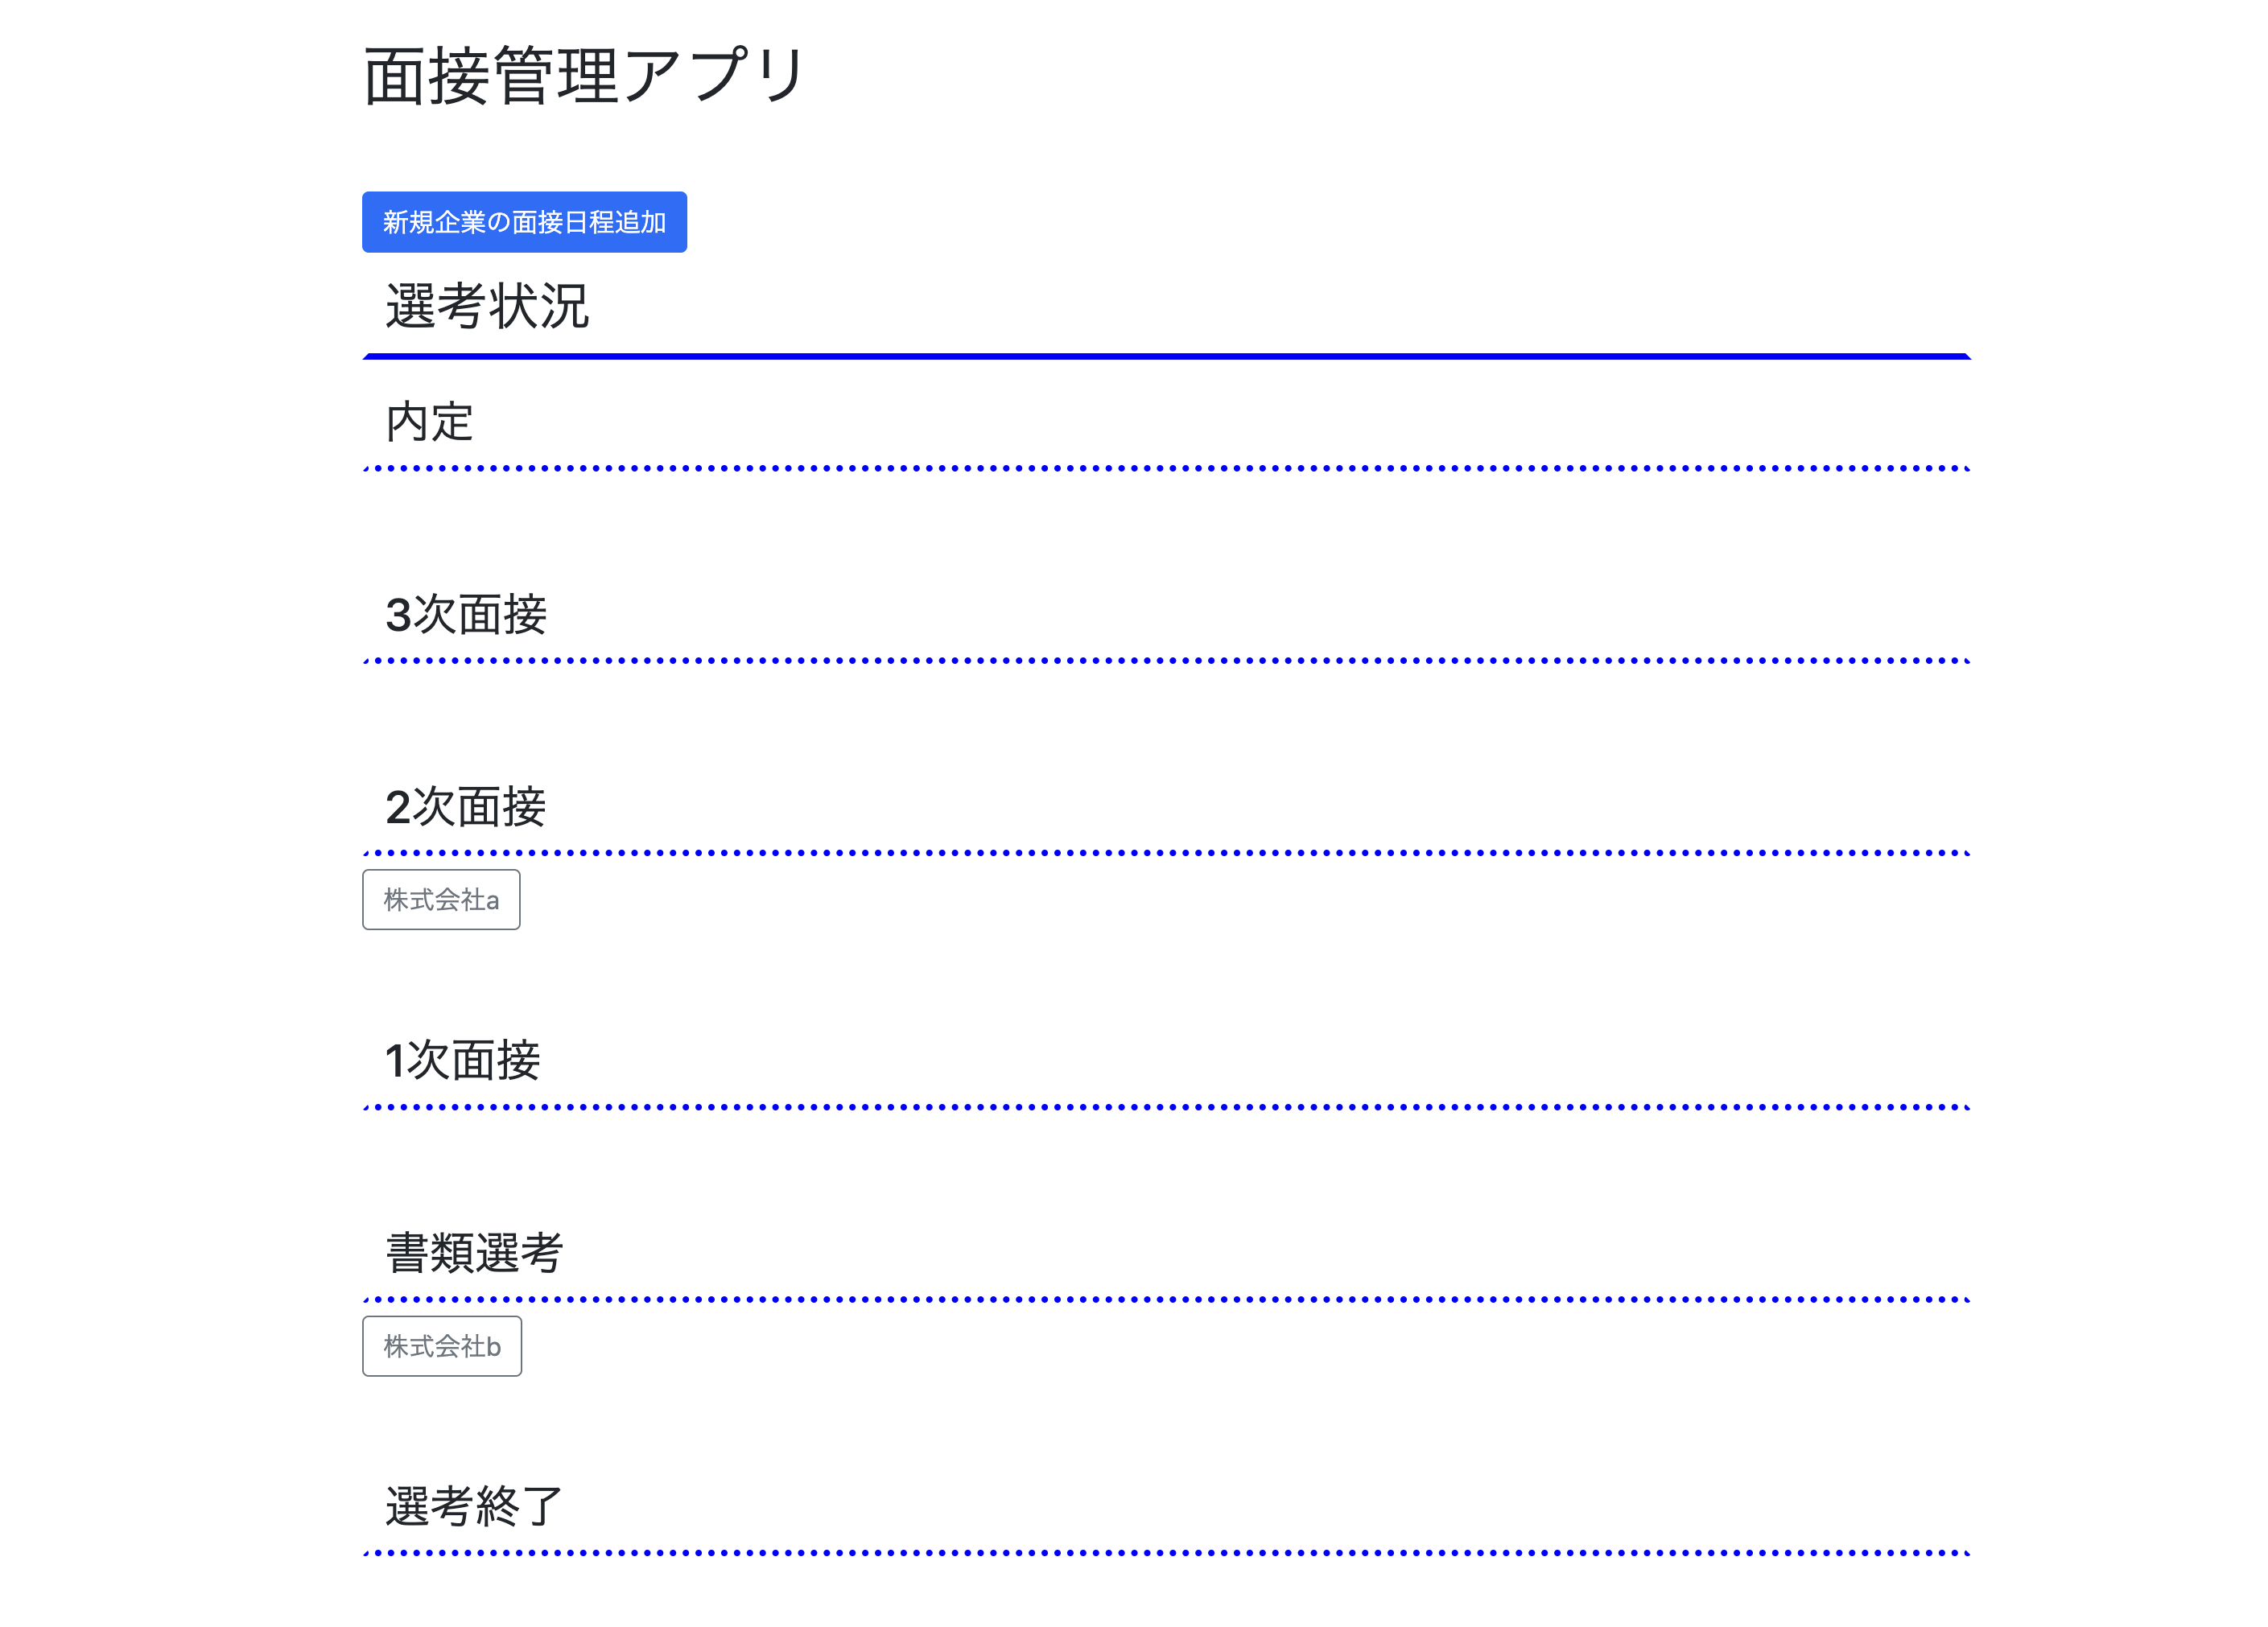 面接管理アプリ
新規企業の面接日程追加
選考状況
内定
3次面接
2次面接
株式会社a
1次面接
書類選考
株式会社b
選考終了